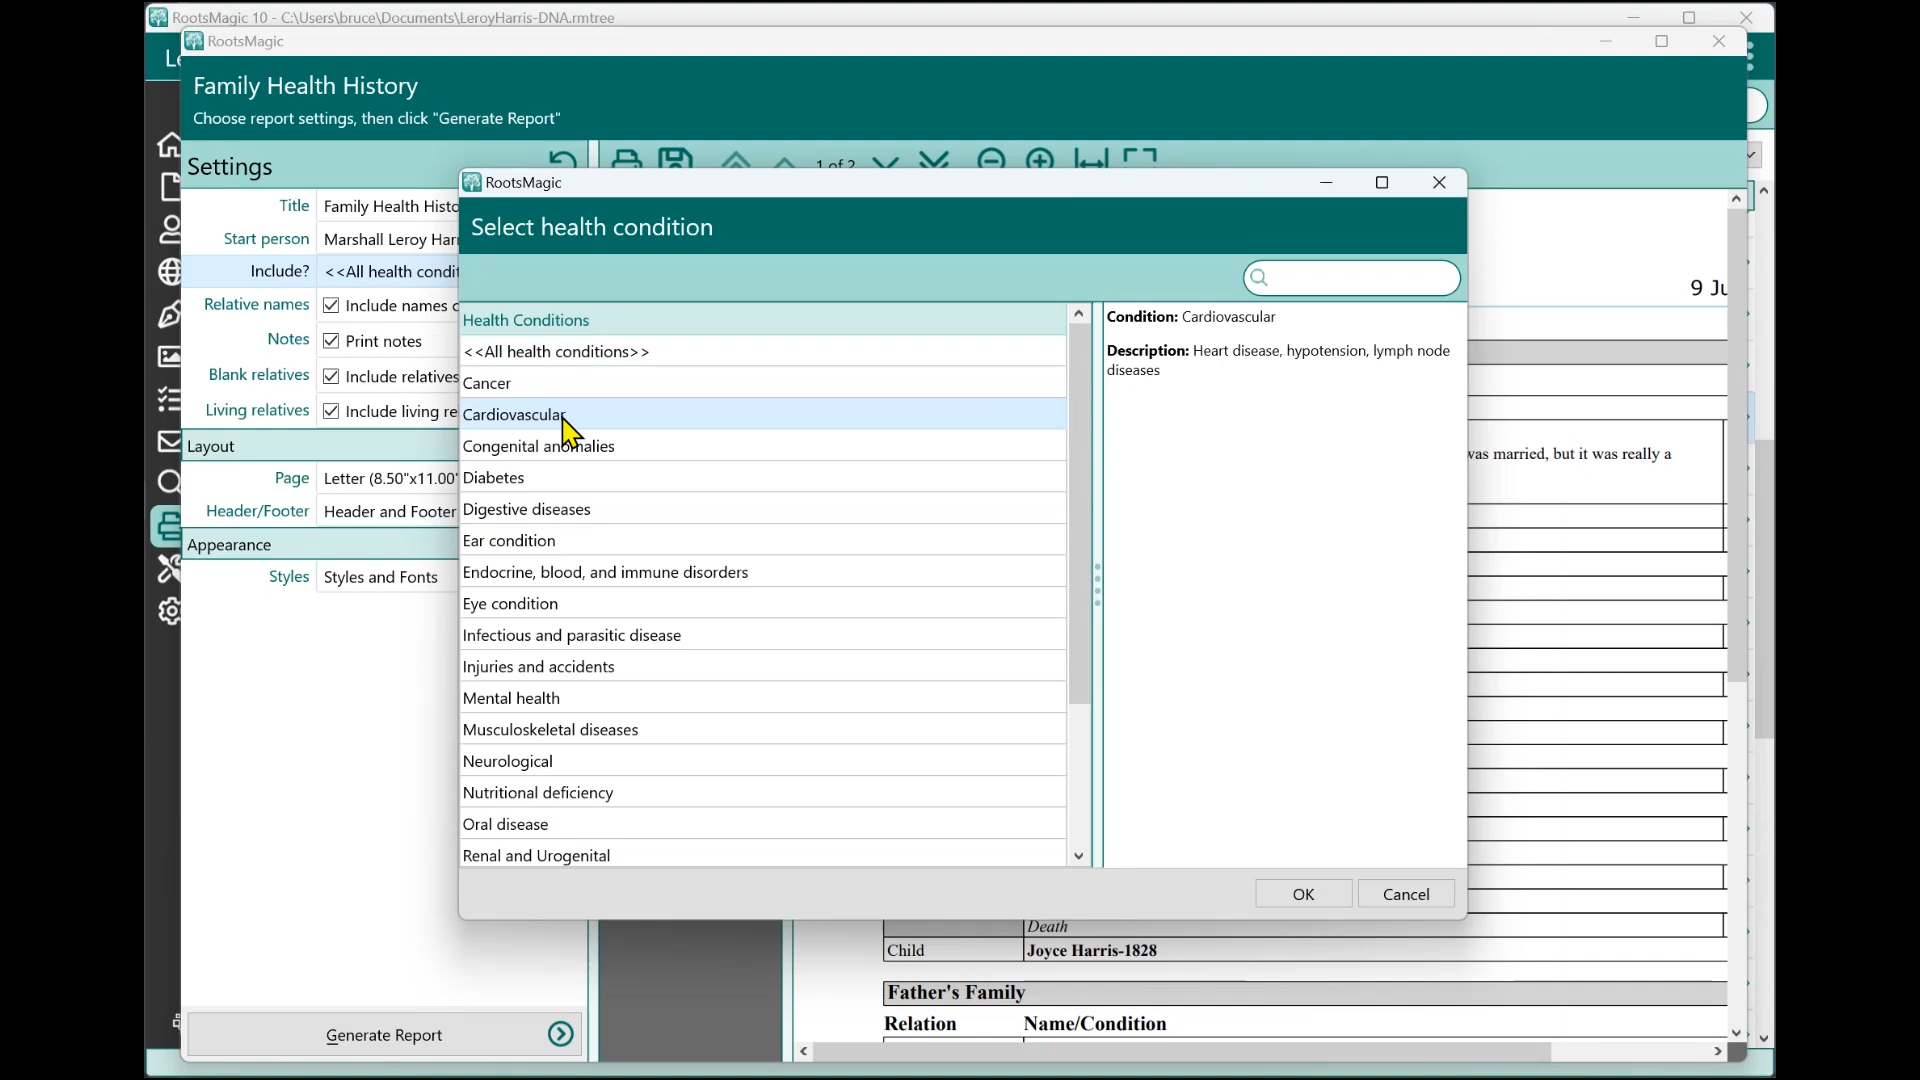 RootsMagic 10 - C:\Users\bruce\Documents\LeroyHarris-DNA.rmtree
RootsMagic
Family Health History
Choose report settings, then click "Generate Report"
Settings
1 of 2
Title
Family Health Histo
Start person
Marshall Leroy Harr
Include?
<<All health condit
Relative names
Include names o
Notes
Print notes
Blank relatives
Include relatives
Living relatives
Include living re
Layout
Page
Letter (8.50"x11.00"
Header/Footer
Header and Footer
Appearance
Styles
Styles and Fonts
Generate Report
RootsMagic
Select health condition
Health Conditions
<<All health conditions>>
Cancer
Cardiovascular
Congenital anomalies
Diabetes
Digestive diseases
Ear condition
Endocrine, blood, and immune disorders
Eye condition
Infectious and parasitic disease
Injuries and accidents
Mental health
Musculoskeletal diseases
Neurological
Nutritional deficiency
Oral disease
Renal and Urogenital
Condition: Cardiovascular
Description: Heart disease, hypotension, lymph node
diseases
OK
Cancel
9 Ju
was married, but it was really a
Death
Child
Joyce Harris-1828
Father's Family
Relation
Name/Condition